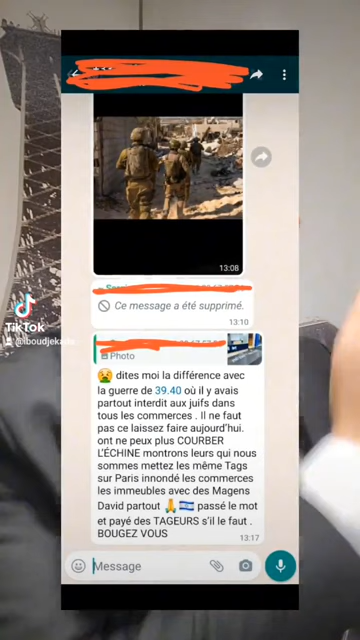 13:08
Ce message a été supprimé.
13:10
Photo
dites moi la différence avec
la guerre de 39.40 où il y avais
partout interdit aux juifs dans
tous les commerces . Il ne faut
pas ce laissez faire aujourd'hui.
ont ne peux plus COURBER
L'ÉCHINE montrons leurs qui nous
sommes mettez les même Tags
sur Paris innondé les commerces
les immeubles avec des Magens
David partout 🙏🇮🇱 passé le mot
et payé des TAGEURS s'il le faut .
BOUGEZ VOUS
13:17
Message
TikTok